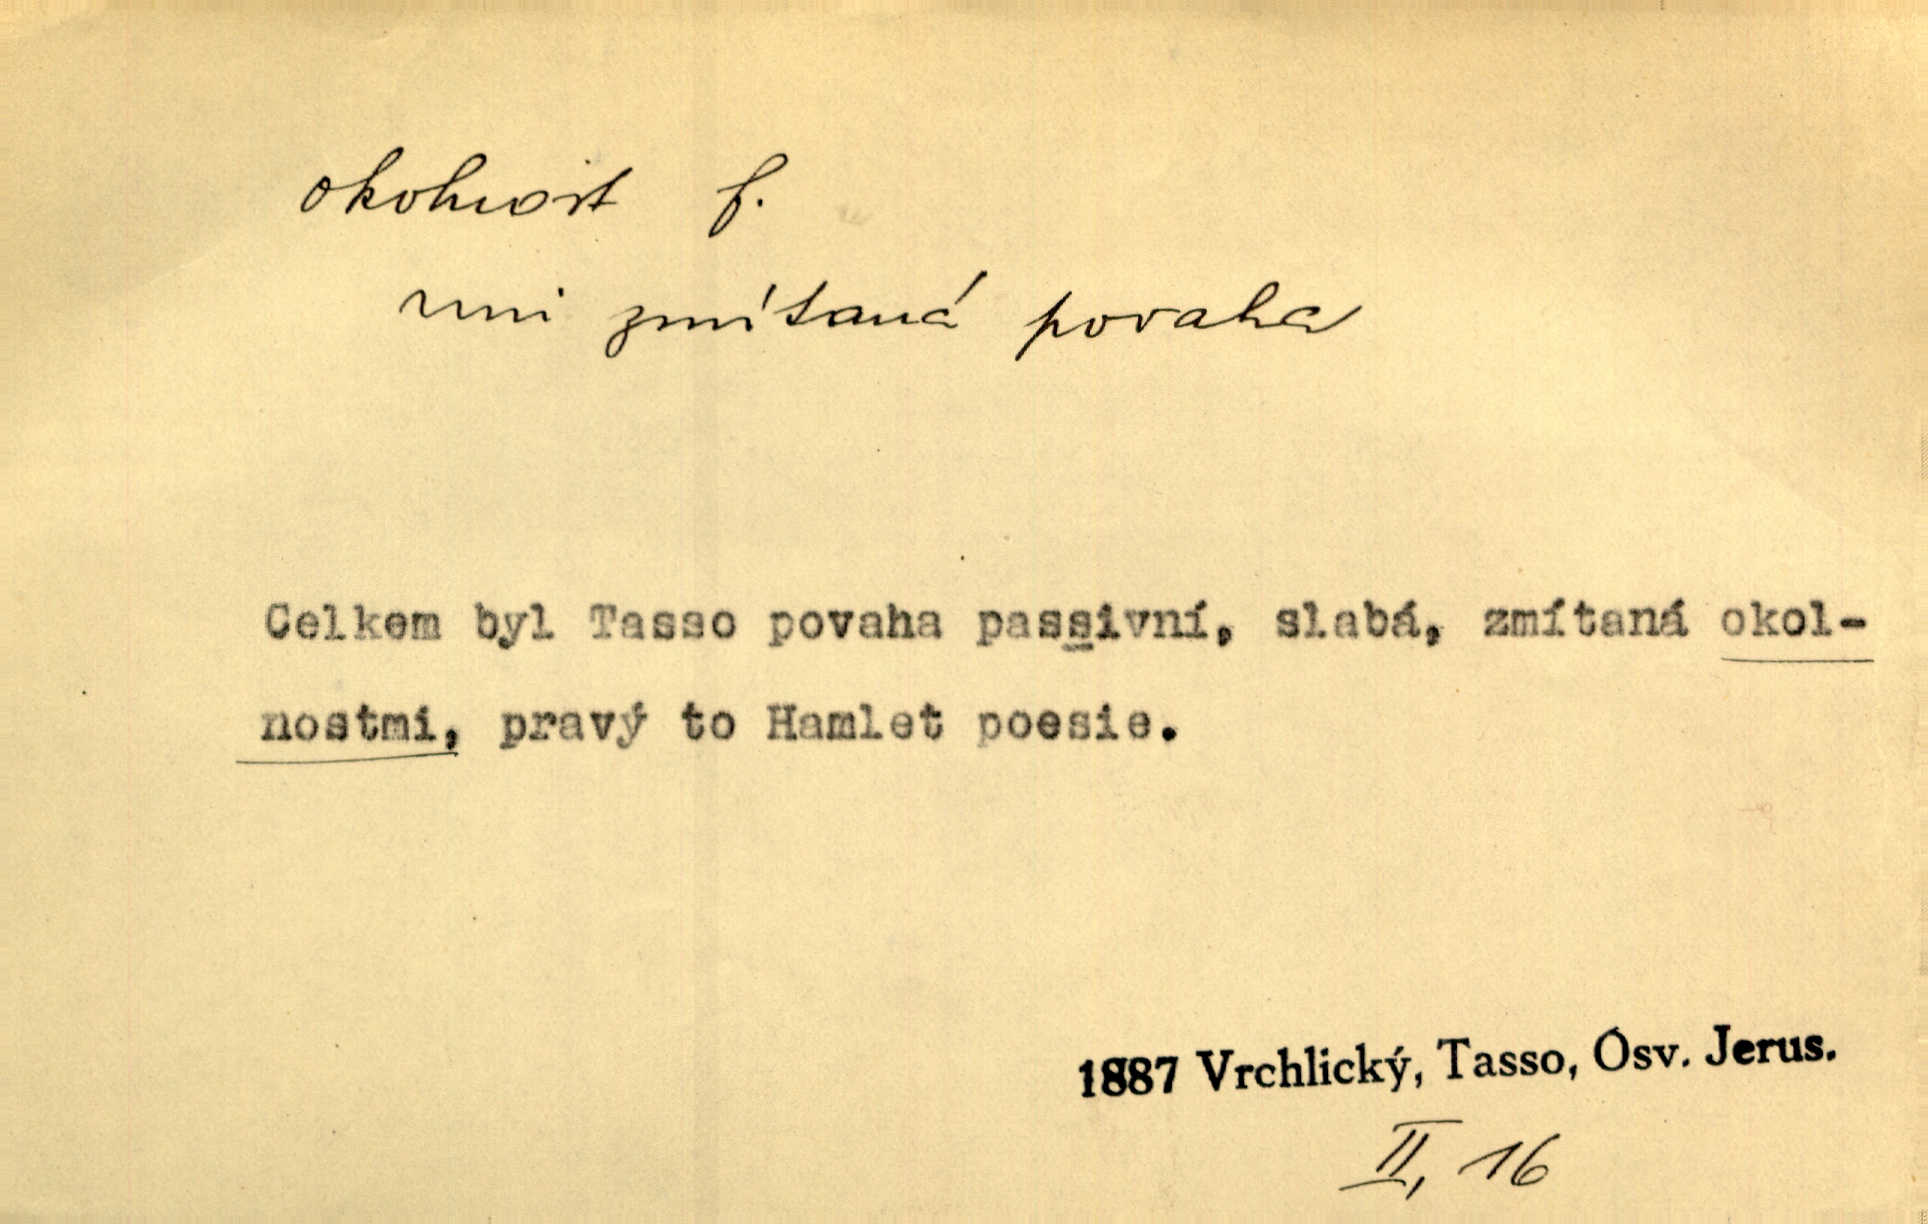 okolnost f.
mi zmítaná povaha
Celkem byl Tasso povaha passivní, slabá, zmítaná okol-
nostmi, pravý to Hamlet poesie.
1887 Vrchlický, Tasso, Osv. Jerus.
II, 16